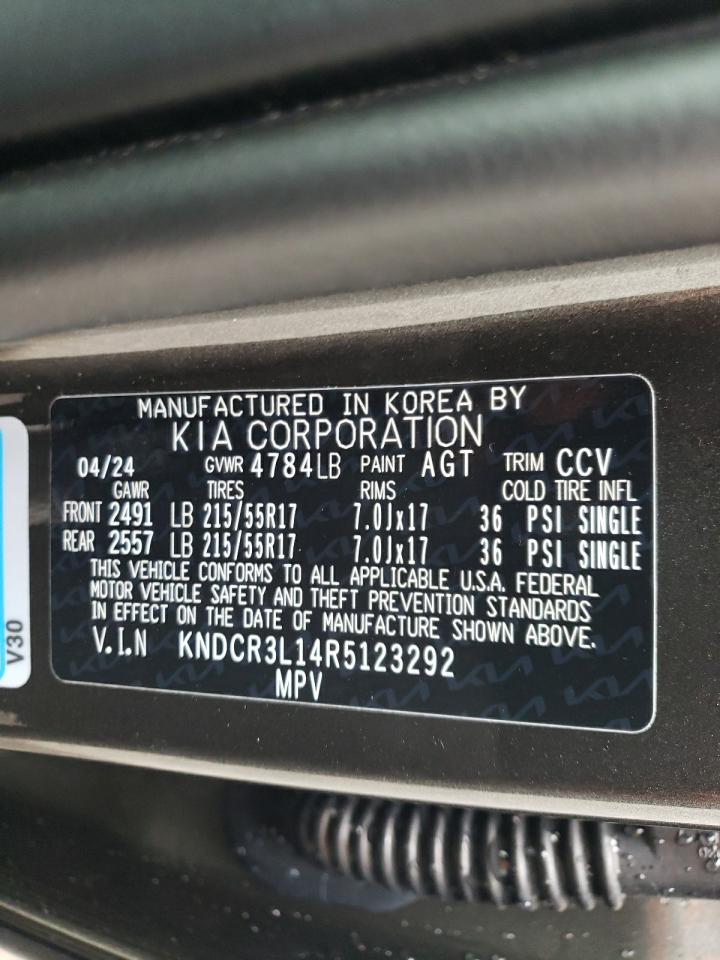 MANUFACTURED IN KOREA BY
KIA CORPORATION
04/24 GVWR 4784LB PAINT AGT TRIM CCV
GAWR TIRES RIMS COLD TIRE INFL
FRONT 2491 LB 215/55R17 7.0Jx17 36 PSI SINGLE
REAR 2557 LB 215/55R17 7.0Jx17 36 PSI SINGLE
THIS VEHICLE CONFORMS TO ALL APPLICABLE U.S.A. FEDERAL
MOTOR VEHICLE SAFETY AND THEFT PREVENTION STANDARDS
IN EFFECT ON THE DATE OF MANUFACTURE SHOWN ABOVE.
V.I.N KNDCR3L14R5123292
MPV
V30